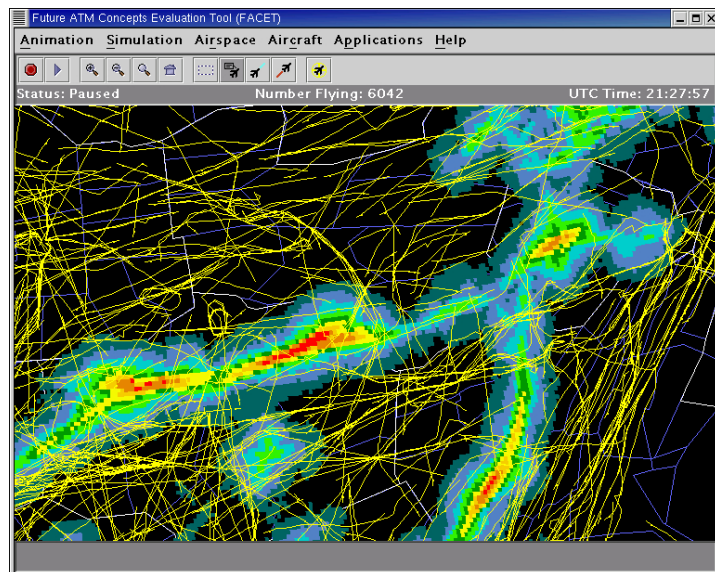 Future ATM Concepts Evaluation Tool (FACET)
Animation Simulation Airspace Aircraft Applications Help
Status: Paused Number Flying: 6042 UTC Time: 21:27:57